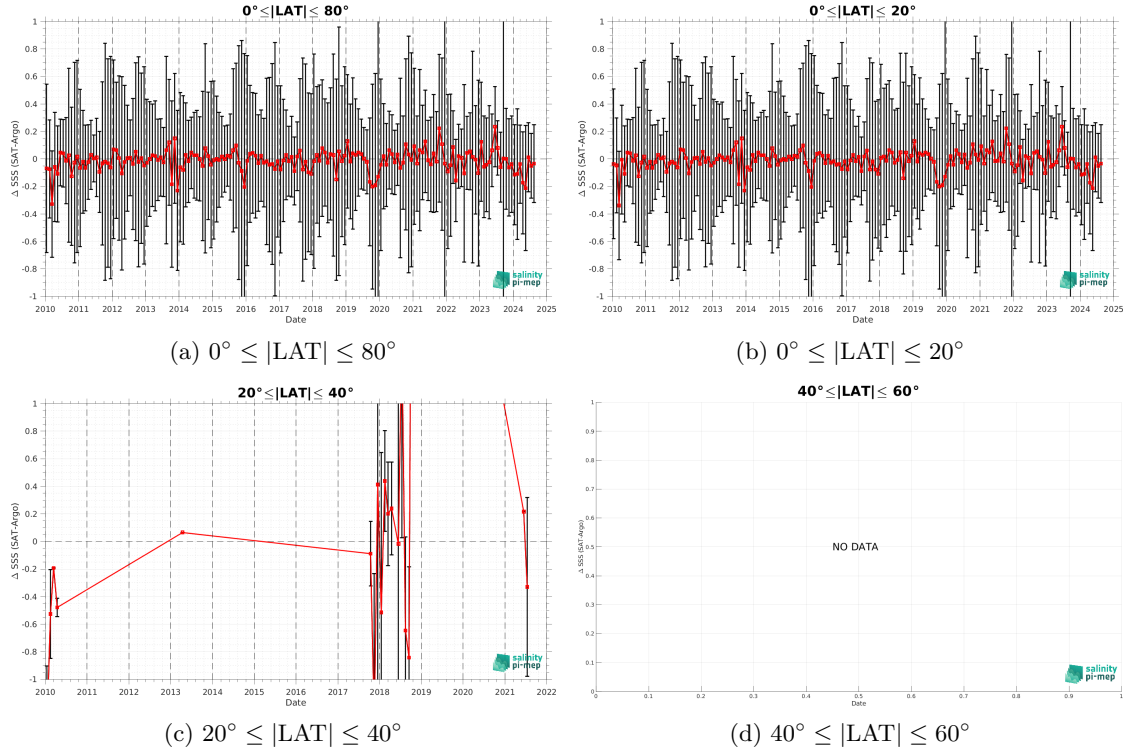 0°≤|LAT|≤ 80°
Δ SSS (SAT-Argo)
1
0.8
0.6
0.4
0.2
0
-0.2
-0.4
-0.6
-0.8
-1
2010 2011 2012 2013 2014 2015 2016 2017 2018 2019 2020 2021 2022 2023 2024 2025
Date
salinity
pi-mep
(a) 0° ≤ |LAT| ≤ 80°
0°≤|LAT|≤ 20°
Δ SSS (SAT-Argo)
1
0.8
0.6
0.4
0.2
0
-0.2
-0.4
-0.6
-0.8
-1
2010 2011 2012 2013 2014 2015 2016 2017 2018 2019 2020 2021 2022 2023 2024 2025
Date
salinity
pi-mep
(b) 0° ≤ |LAT| ≤ 20°
20°≤|LAT|≤ 40°
Δ SSS (SAT-Argo)
1
0.8
0.6
0.4
0.2
0
-0.2
-0.4
-0.6
-0.8
-1
2010 2011 2012 2013 2014 2015 2016 2017 2018 2019 2020 2021 2022
Date
salinity
pi-mep
(c) 20° ≤ |LAT| ≤ 40°
40°≤|LAT|≤ 60°
Δ SSS (SAT-Argo)
1
0.9
0.8
0.7
0.6
0.5
0.4
0.3
0.2
0.1
0
NO DATA
0 0.1 0.2 0.3 0.4 0.5 0.6 0.7 0.8 0.9 1
Date
salinity
pi-mep
(d) 40° ≤ |LAT| ≤ 60°